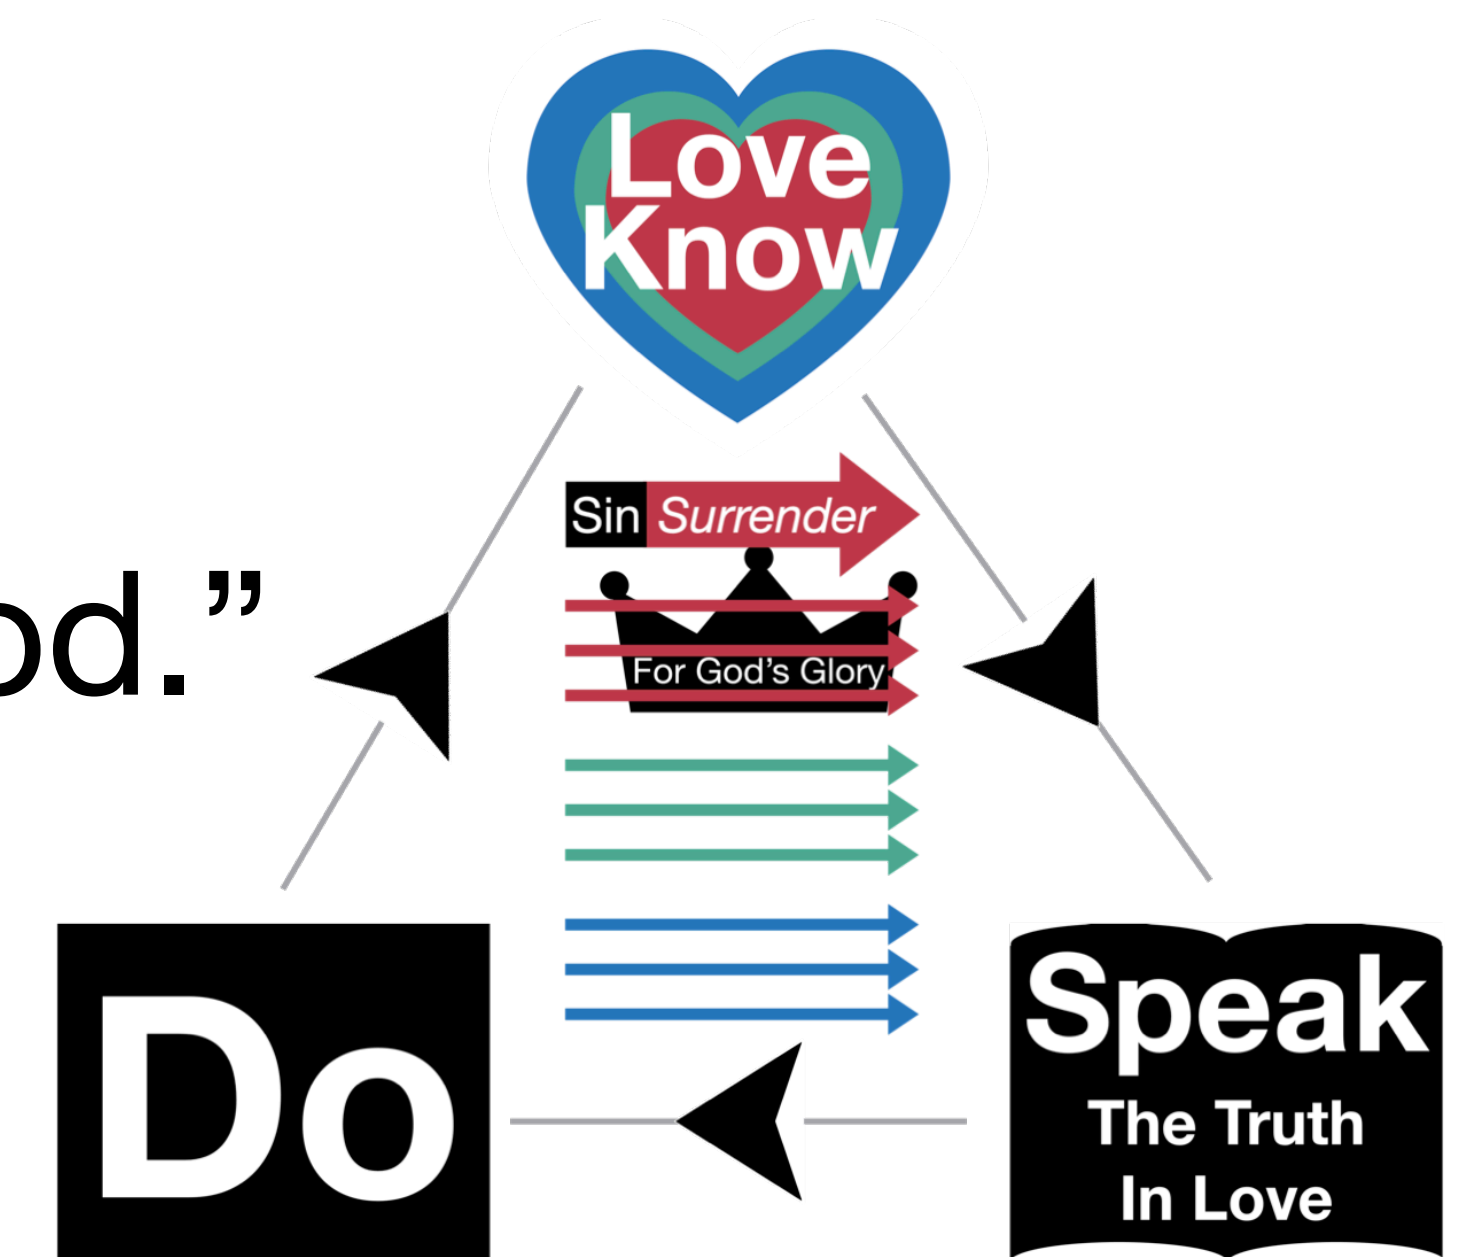 Love
Know
Sin Surrender
For God's Glory
od.”
Do
Speak
The Truth
In Love